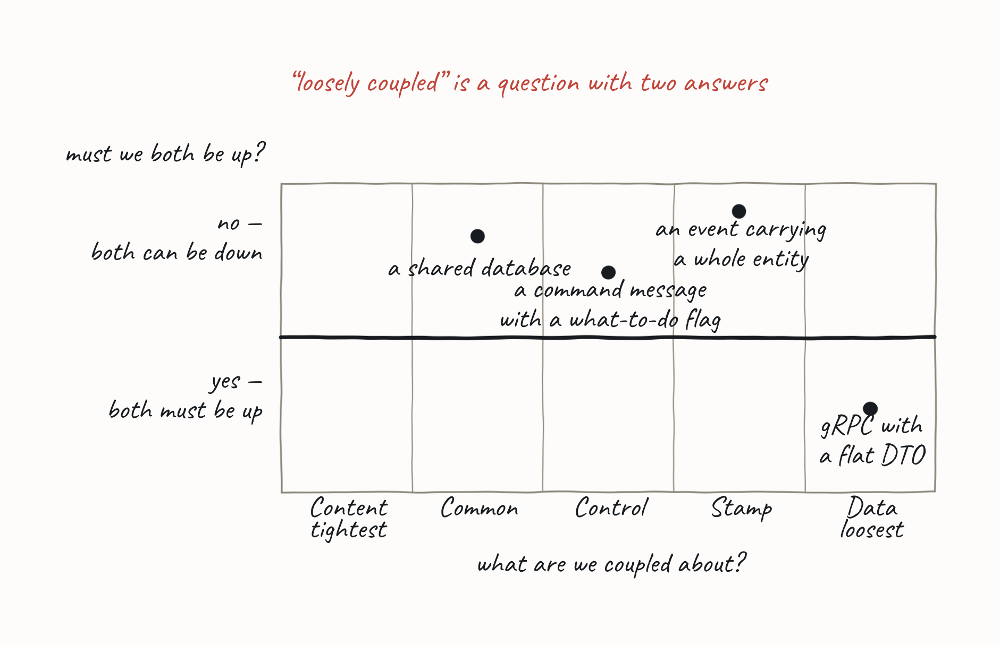 “loosely coupled” is a question with two answers
must we both be up?
no –
both can be down
an event carrying
a whole entity
a shared database
a command message
with a what-to-do flag
yes –
both must be up
gRPC with
a flat DTO
Content
tightest
Common
Control
Stamp
Data
loosest
what are we coupled about?